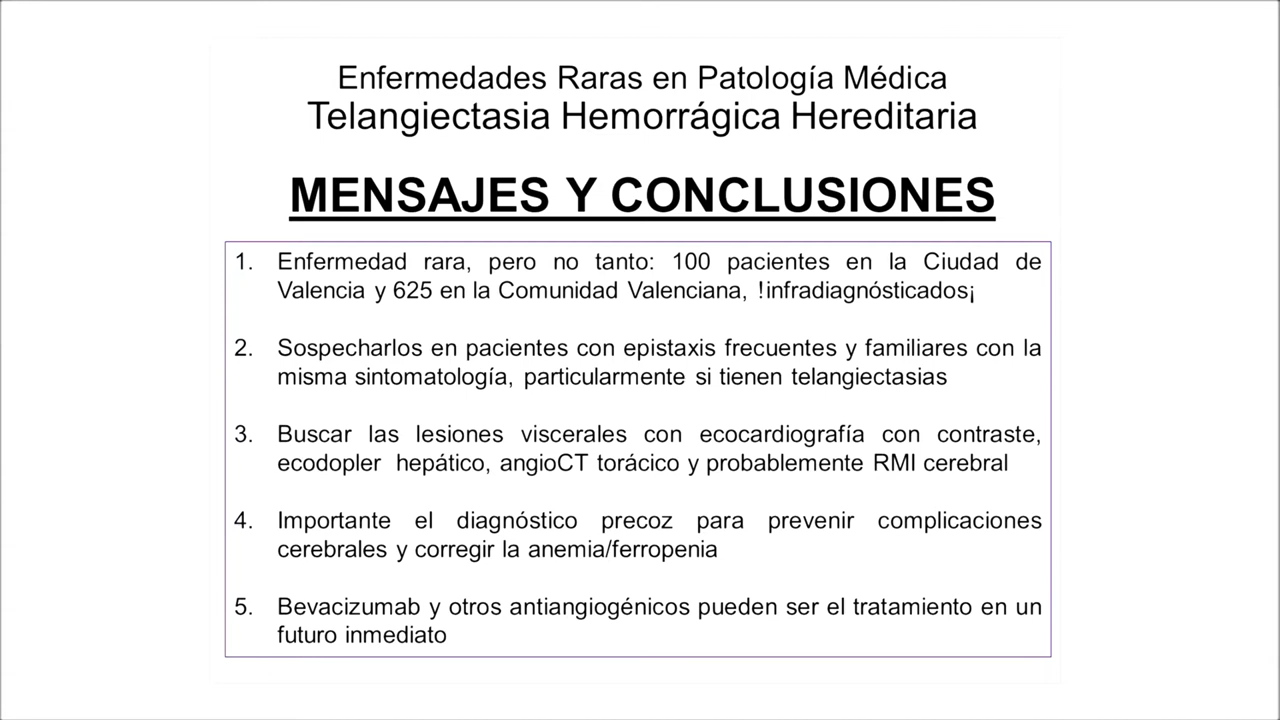 Enfermedades Raras en Patología Médica
Telangiectasia Hemorrágica Hereditaria
MENSAJES Y CONCLUSIONES
1. Enfermedad rara, pero no tanto: 100 pacientes en la Ciudad de
Valencia y 625 en la Comunidad Valenciana, !infradiagnósticados¡
2. Sospecharlos en pacientes con epistaxis frecuentes y familiares con la
misma sintomatología, particularmente si tienen telangiectasias
3. Buscar las lesiones viscerales con ecocardiografía con contraste,
ecodopler hepático, angioCT torácico y probablemente RMI cerebral
4. Importante el diagnóstico precoz para prevenir complicaciones
cerebrales y corregir la anemia/ferropenia
5. Bevacizumab y otros antiangiogénicos pueden ser el tratamiento en un
futuro inmediato